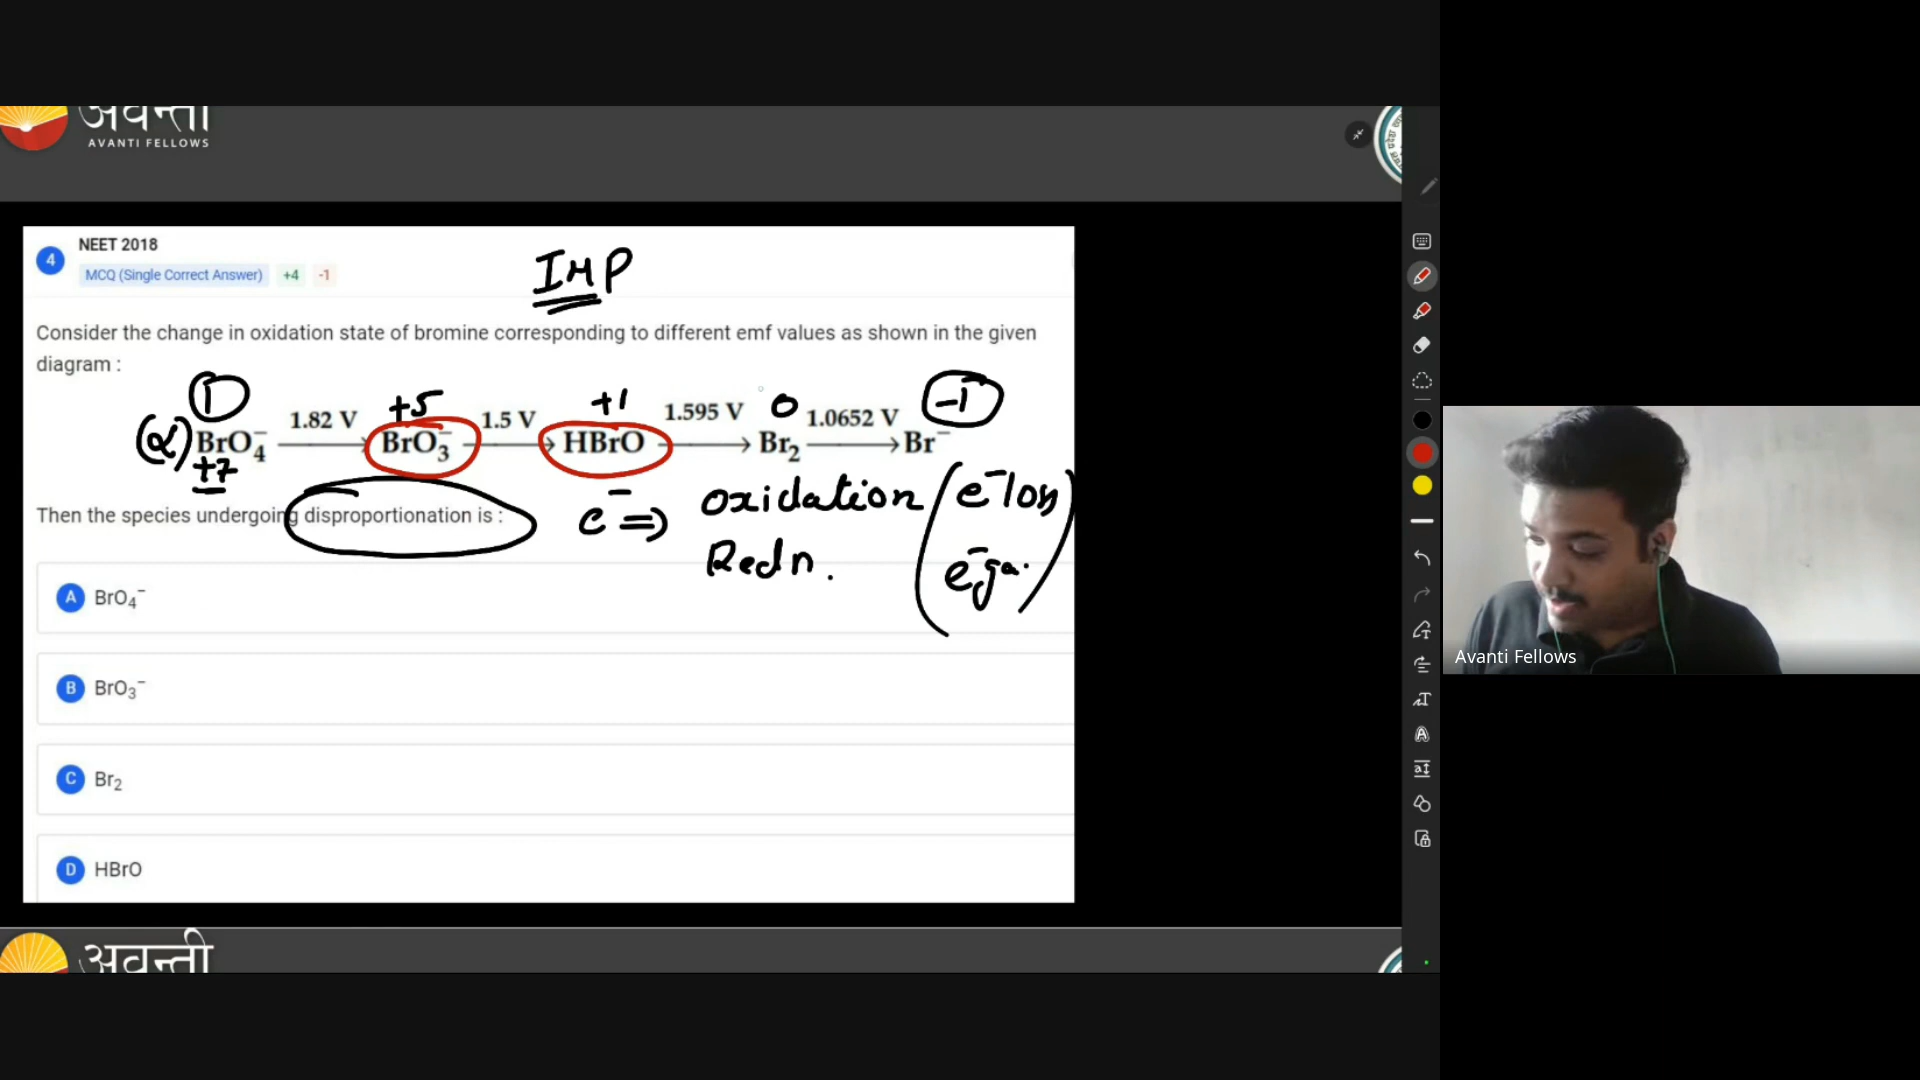 अवन्ती
AVANTI FELLOWS
4
NEET 2018
MCQ (Single Correct Answer) +4 -1
IMP
Consider the change in oxidation state of bromine corresponding to different emf values as shown in the given
diagram :
+5 +1 0 -1
1.82 V 1.5 V 1.595 V 1.0652 V
BrO₄⁻ → BrO₃⁻ → HBrO → Br₂ → Br⁻
+7
Then the species undergoing disproportionation is :
e⁻ ⇒ oxidation
Redn.
A BrO₄⁻
B BrO₃⁻
C Br₂
D HBrO
अवन्ती
Avanti Fellows